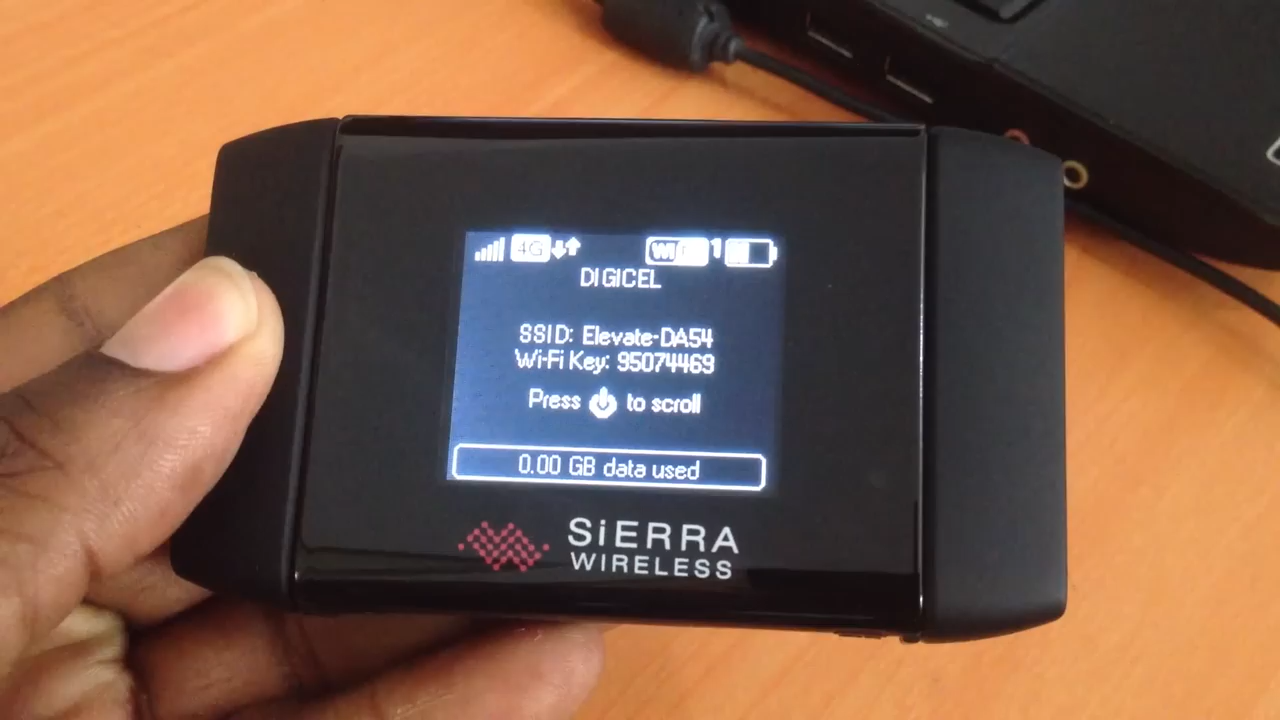 4G WiFi 1
DIGICEL
SSID: Elevate-DA54
Wi-Fi Key: 95074469
Press to scroll
0.00 GB data used
SiERRA
WIRELESS